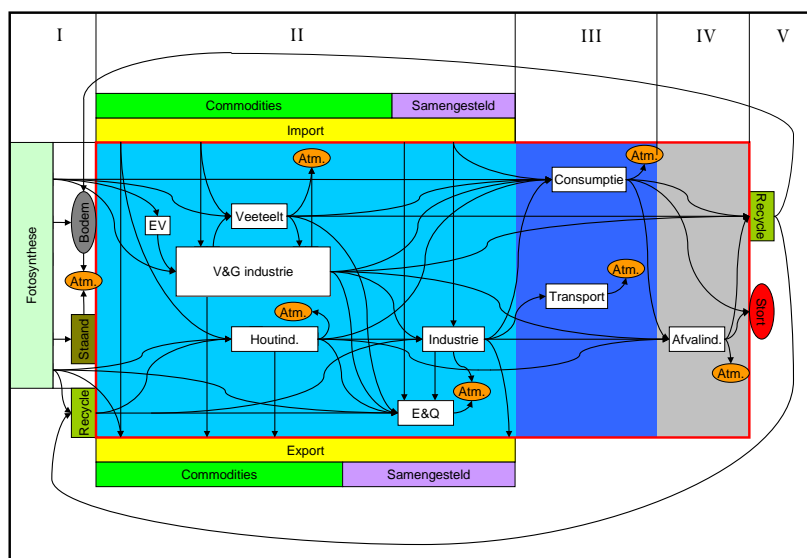 I
II
III
IV
V
Commodities
Samengesteld
Import
Atm.
Consumptie
Atm.
Fotosynthese
Bodem
EV
Veeteelt
Recycle
V&G industrie
Atm.
Transport
Atm.
Staand
Atm.
Houtind.
Industrie
Afvalind.
Stort
Atm.
Atm.
Recycle
E&Q
Export
Commodities
Samengesteld